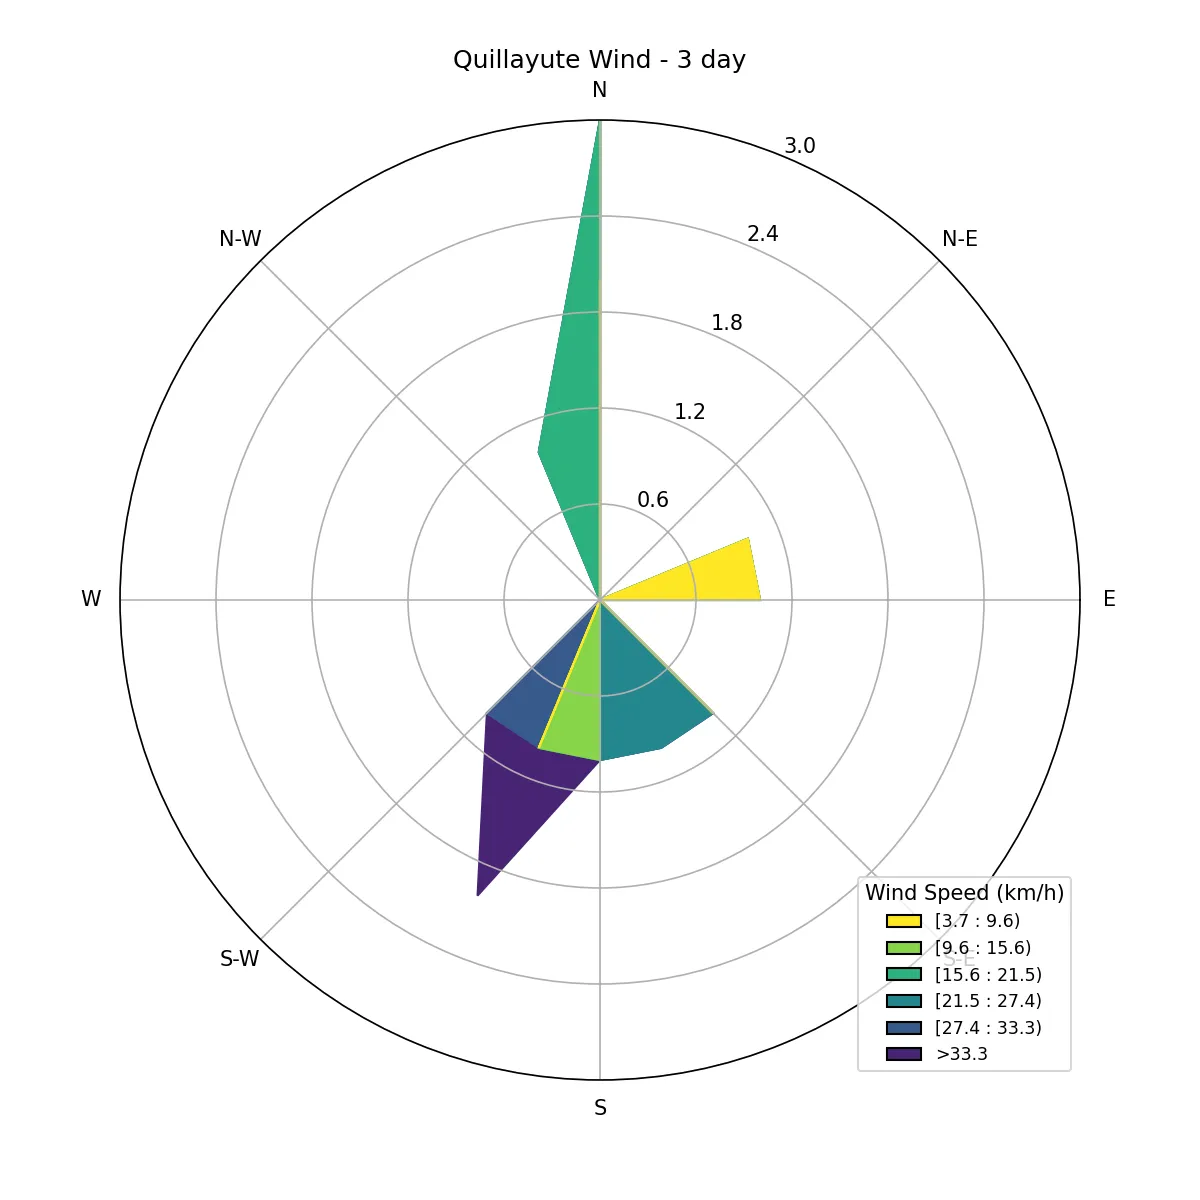 Quillayute Wind - 3 day
N
3.0
N-W
2.4
N-E
1.8
1.2
0.6
W
E
S-W
S-E
S
Wind Speed (km/h)
[3.7 : 9.6)
[9.6 : 15.6)
[15.6 : 21.5)
[21.5 : 27.4)
[27.4 : 33.3)
>33.3